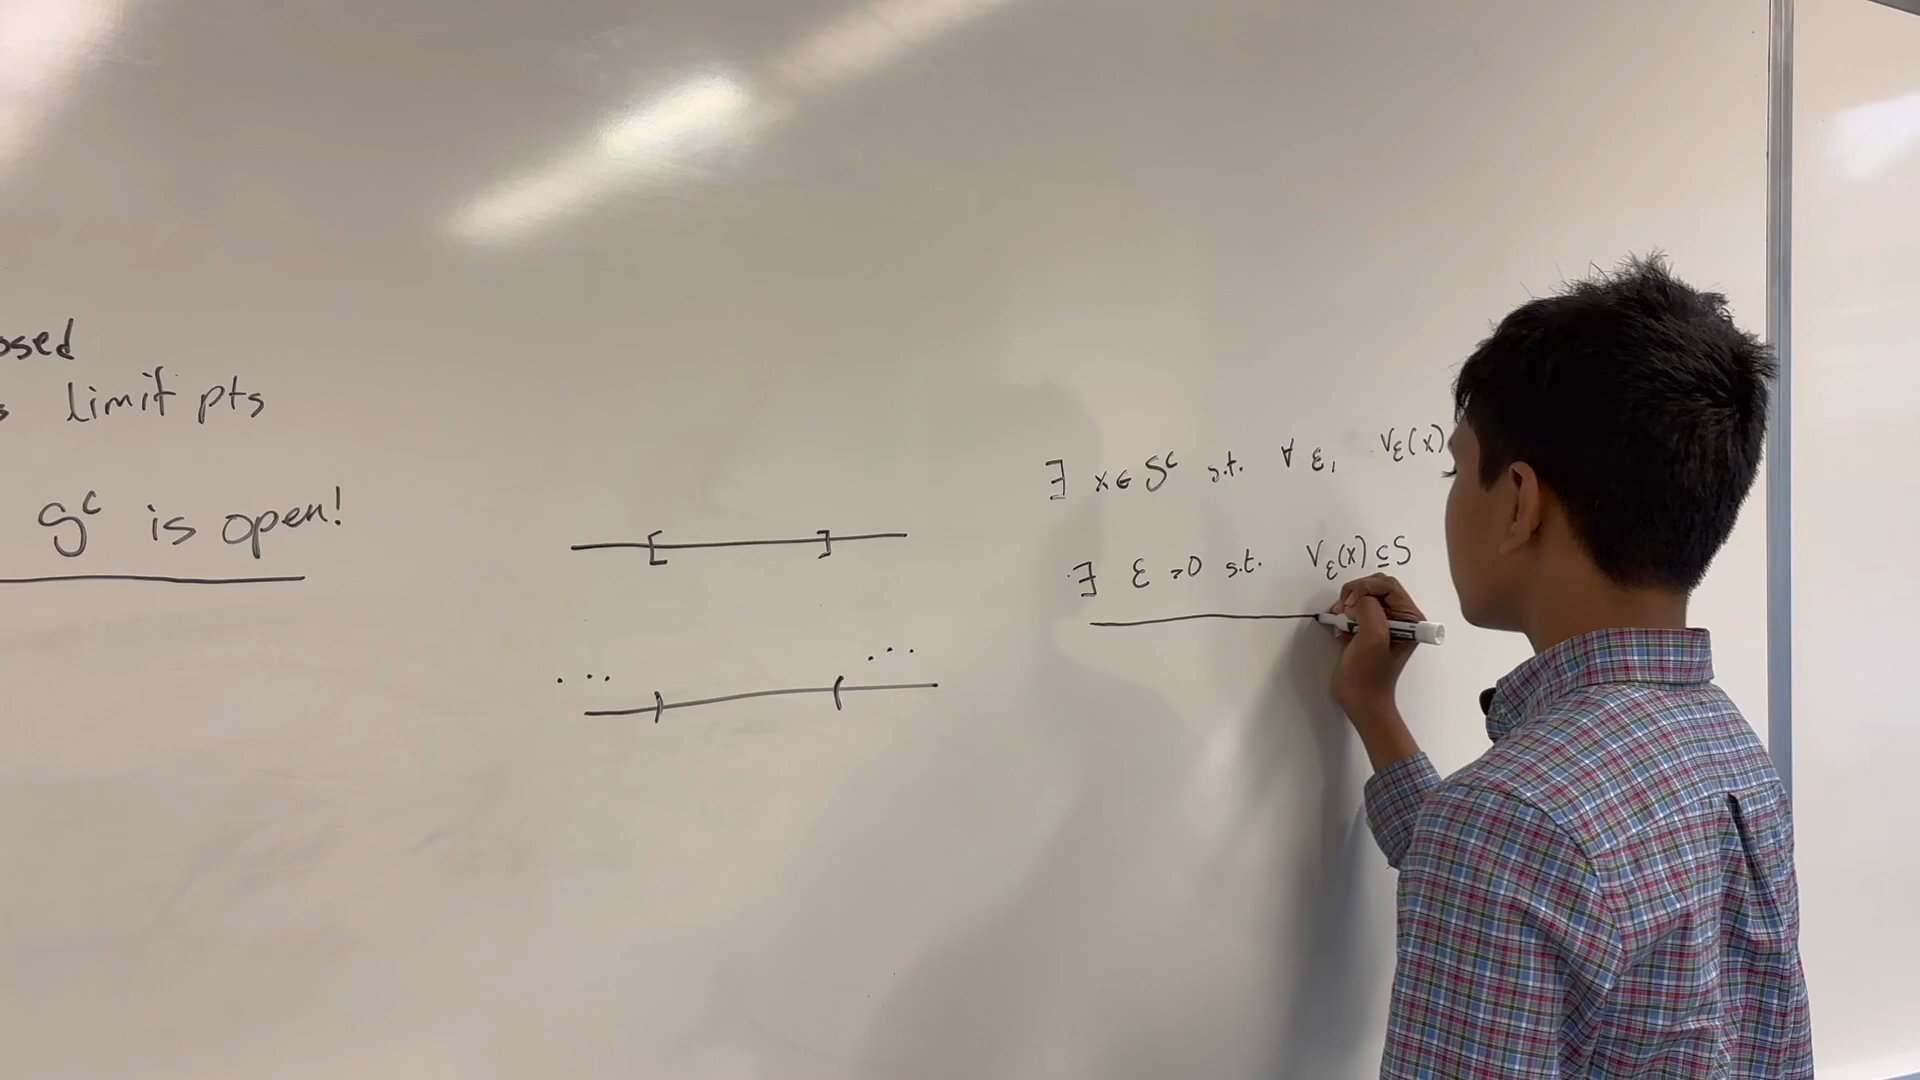 osed
s limit pts
S^c is open!
∃ x∈S^c s.t. ∀ ε, V_ε(x)
∃ ε >0 s.t. V_ε(x) ⊆ S